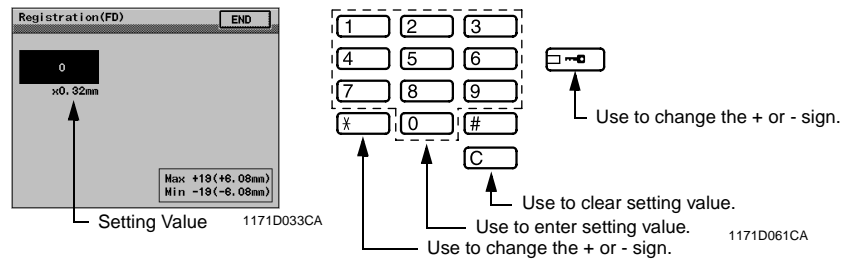 Registration(FD)
END
0
x0.32mm
Max +19(+6.08mm)
Min -19(-6.08mm)
Setting Value
1171D033CA
1 2 3
4 5 6
7 8 9
* 0 #
C
Use to change the + or - sign.
Use to clear setting value.
Use to enter setting value.
Use to change the + or - sign.
1171D061CA